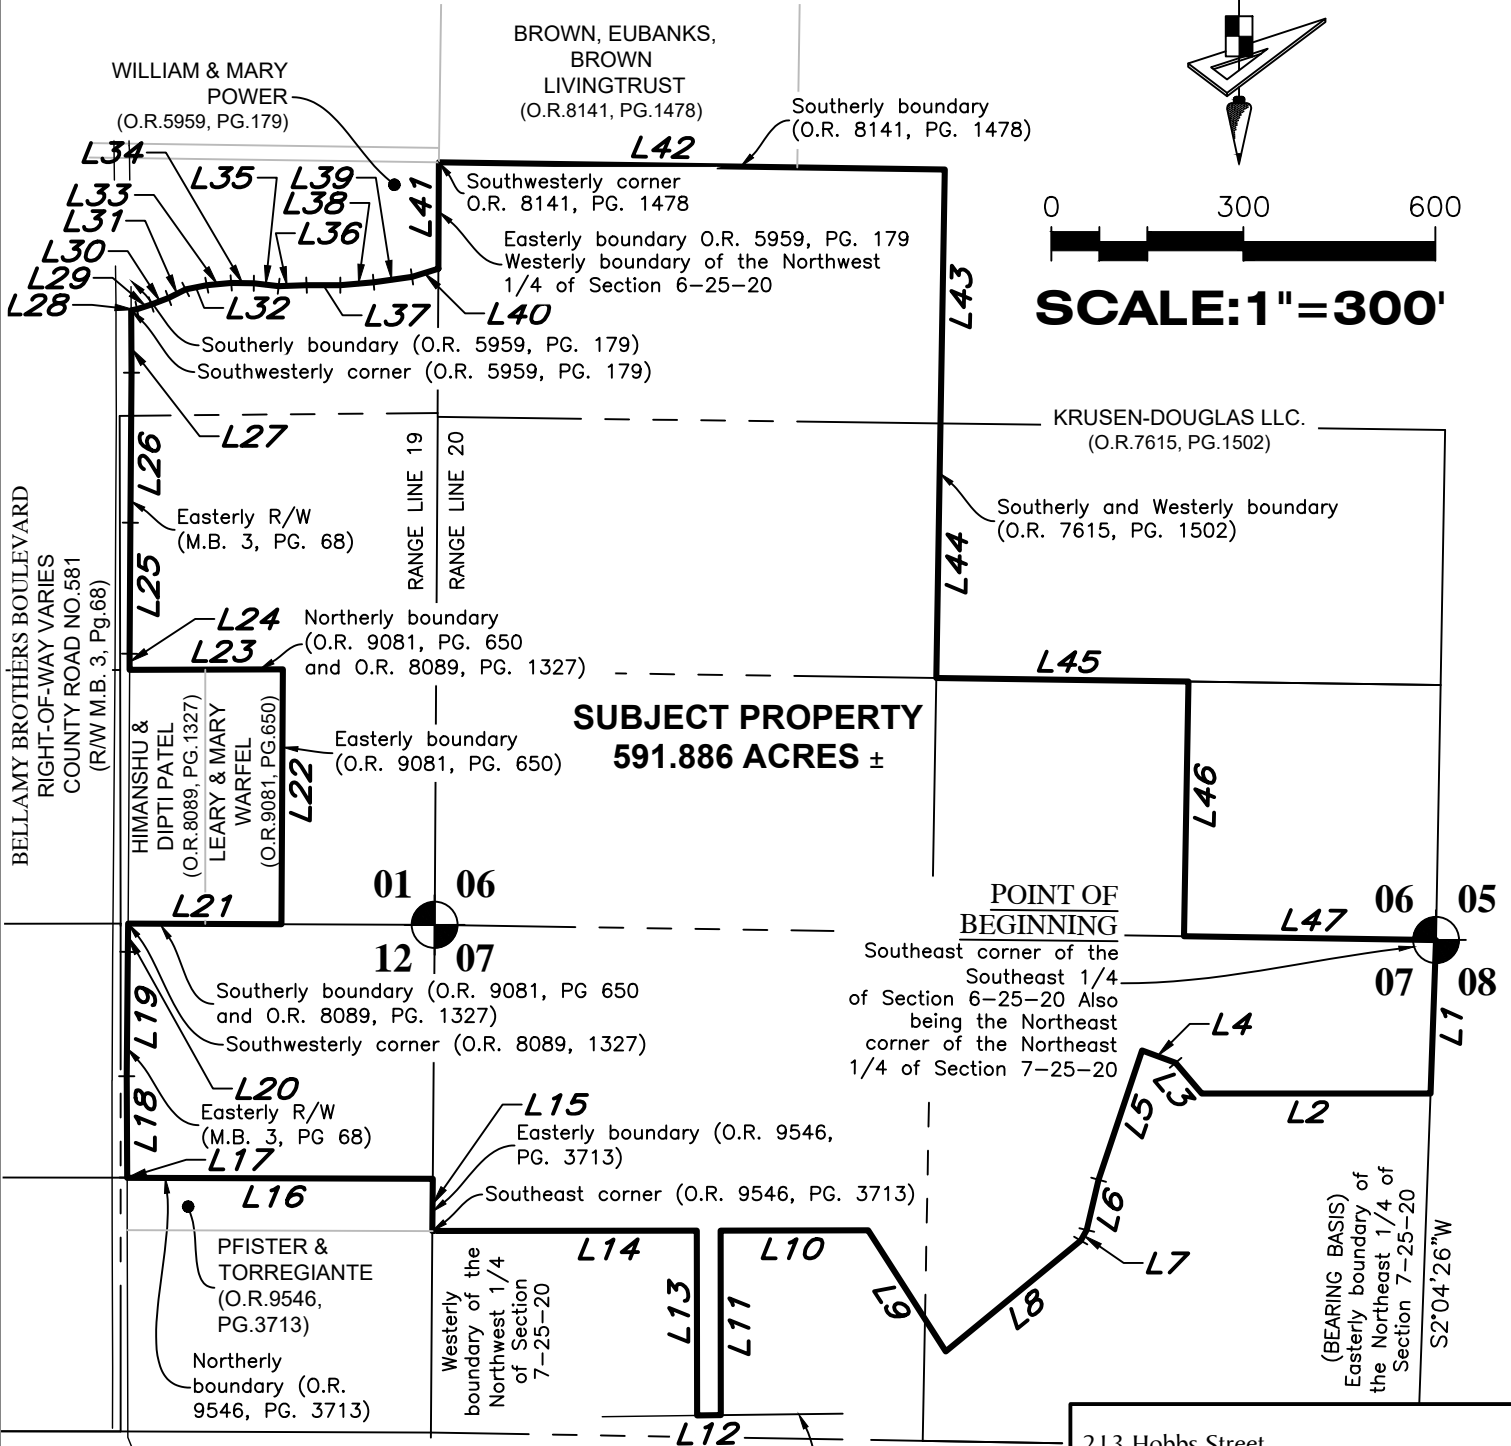 BROWN, EUBANKS,
BROWN
LIVINGTRUST
(O.R.8141, PG.1478)
WILLIAM & MARY
POWER
(O.R.5959, PG.179)
Southerly boundary
(O.R. 8141, PG. 1478)
L42
L34
L35
L39
L33
L38
L41
L31
L36
L30
L29
L28
L32
L37
L40
Southwesterly corner
O.R. 8141, PG. 1478
Easterly boundary O.R. 5959, PG. 179
Westerly boundary of the Northwest
1/4 of Section 6-25-20
L43
0 300 600
SCALE:1"=300'
Southerly boundary (O.R. 5959, PG. 179)
Southwesterly corner (O.R. 5959, PG. 179)
L27
L26
KRUSEN-DOUGLAS LLC.
(O.R.7615, PG.1502)
RANGE LINE 19
RANGE LINE 20
Easterly R/W
(M.B. 3, PG. 68)
L25
Southerly and Westerly boundary
(O.R. 7615, PG. 1502)
L44
BELLAMY BROTHERS BOULEVARD
RIGHT-OF-WAY VARIES
COUNTY ROAD NO.581
(R/W M.B. 3, Pg.68)
L24
L23
Northerly boundary
(O.R. 9081, PG. 650
and O.R. 8089, PG. 1327)
L45
SUBJECT PROPERTY
591.886 ACRES ±
HIMANSHU &
DIPTI PATEL
(O.R.8089, PG.1327)
LEARY & MARY
WARFEL
(O.R.9081, PG.650)
Easterly boundary
(O.R. 9081, PG. 650)
L22
L46
L21
01 06
12 07
POINT OF
BEGINNING
Southeast corner of the
Southeast 1/4
of Section 6-25-20 Also
being the Northeast
corner of the Northeast
1/4 of Section 7-25-20
L47
06 05
07 08
L1
L19
Southerly boundary (O.R. 9081, PG 650
and O.R. 8089, PG. 1327)
Southwesterly corner (O.R. 8089, 1327)
L4
L3
L2
L5
L20
L18
Easterly R/W
(M.B. 3, PG 68)
L17
L15
Easterly boundary (O.R. 9546,
PG. 3713)
L16
Southeast corner (O.R. 9546, PG. 3713)
L6
L7
PFISTER &
TORREGIANTE
(O.R.9546,
PG.3713)
L14
L10
L13
L11
L9
L8
Westerly
boundary of the
Northwest 1/4
of Section
7-25-20
(BEARING BASIS)
Easterly boundary of
the Northeast 1/4 of
Section 7-25-20
S2°04'26"W
Northerly
boundary (O.R.
9546, PG. 3713)
L12
213 Hobbs Street